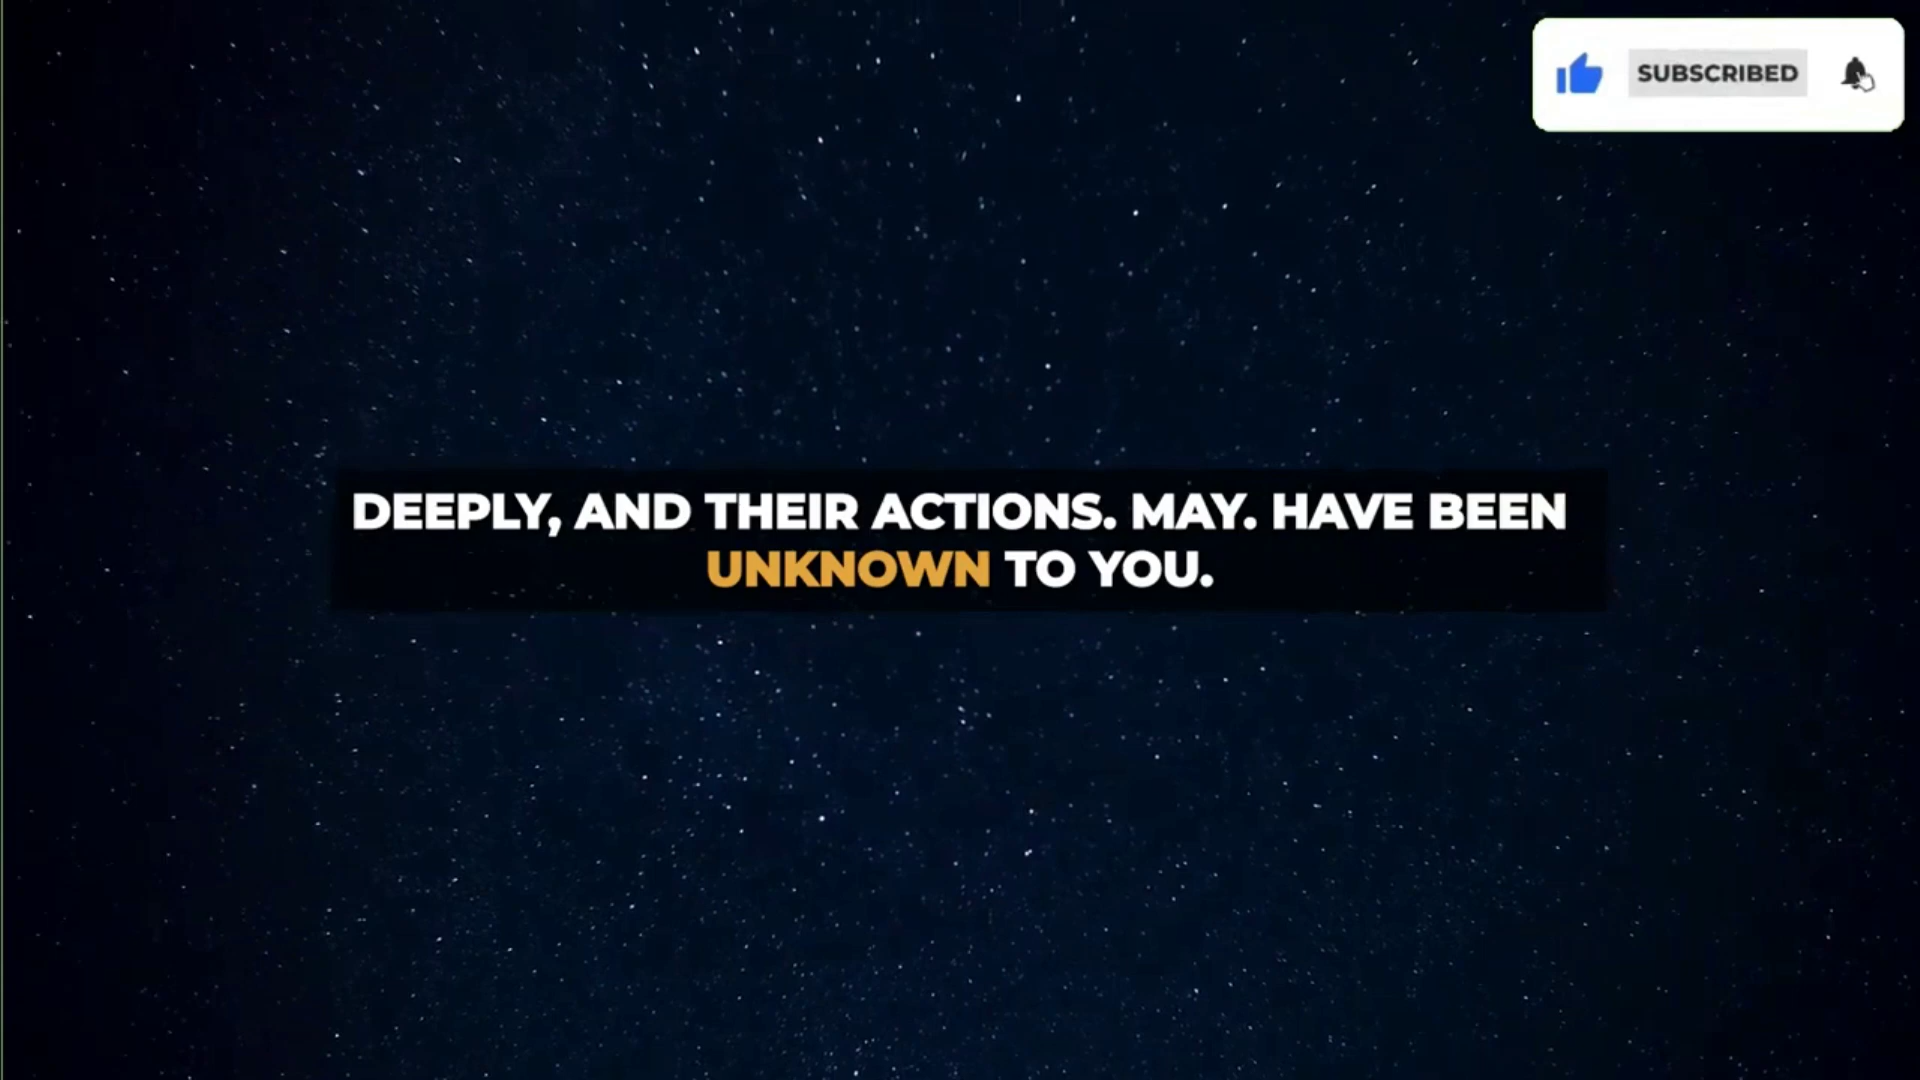 SUBSCRIBED
DEEPLY, AND THEIR ACTIONS. MAY. HAVE BEEN
UNKNOWN TO YOU.